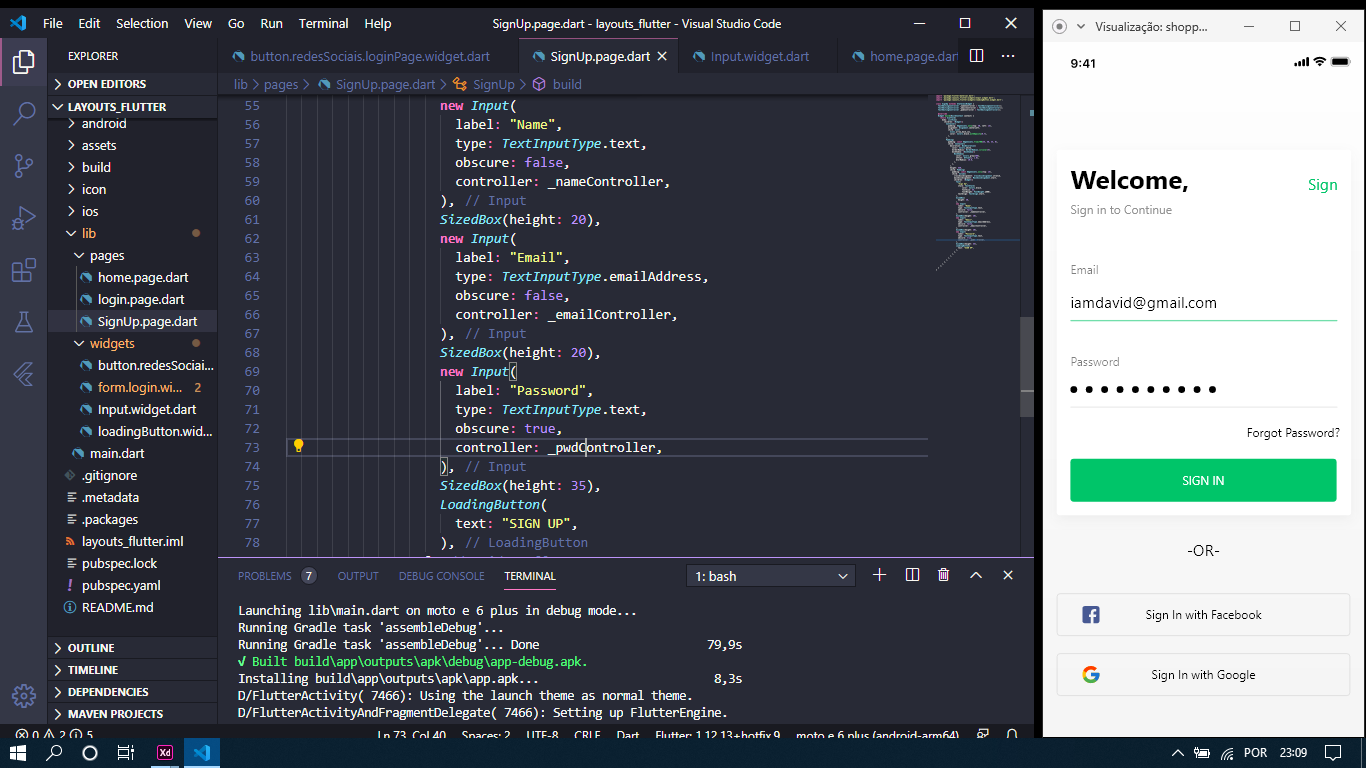 File Edit Selection View Go Run Terminal Help
SignUp.page.dart - layouts_flutter - Visual Studio Code
EXPLORER
OPEN EDITORS
LAYOUTS_FLUTTER
android
assets
build
icon
ios
lib
pages
home.page.dart
login.page.dart
SignUp.page.dart
widgets
button.redesSociai...
form.login.wi... 2
Input.widget.dart
loadingButton.wid...
main.dart
.gitignore
.metadata
.packages
layouts_flutter.iml
pubspec.lock
pubspec.yaml
README.md
OUTLINE
TIMELINE
DEPENDENCIES
MAVEN PROJECTS
button.redesSociais.loginPage.widget.dart SignUp.page.dart Input.widget.dart home.page.dart
lib > pages > SignUp.page.dart > SignUp > build
55 new Input(
56 label: "Name",
57 type: TextInputType.text,
58 obscure: false,
59 controller: _nameController,
60 ), // Input
61 SizedBox(height: 20),
62 new Input(
63 label: "Email",
64 type: TextInputType.emailAddress,
65 obscure: false,
66 controller: _emailController,
67 ), // Input
68 SizedBox(height: 20),
69 new Input(
70 label: "Password",
71 type: TextInputType.text,
72 obscure: true,
73 controller: _pwdController,
74 ), // Input
75 SizedBox(height: 35),
76 LoadingButton(
77 text: "SIGN UP",
78 ), // LoadingButton
PROBLEMS 7 OUTPUT DEBUG CONSOLE TERMINAL 1: bash
Launching lib\main.dart on moto e 6 plus in debug mode...
Running Gradle task 'assembleDebug'...
Running Gradle task 'assembleDebug'... Done 79,9s
√ Built build\app\outputs\apk\debug\app-debug.apk.
Installing build\app\outputs\apk\app.apk... 8,3s
D/FlutterActivity( 7466): Using the launch theme as normal theme.
D/FlutterActivityAndFragmentDelegate( 7466): Setting up FlutterEngine.
0 2 5 Ln 73, Col 40 Spaces: 2 UTF-8 CRLF Dart Flutter: 1.12.13+hotfix.9 moto e 6 plus (android-arm64)
Visualização: shopp...
9:41
Welcome,
Sign
Sign in to Continue
Email
iamdavid@gmail.com
Password
Forgot Password?
SIGN IN
-OR-
Sign In with Facebook
Sign In with Google
Xd
POR 23:09